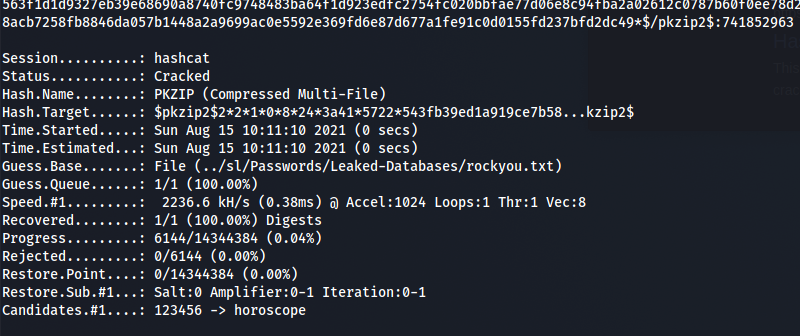 563f1d1d9327eb39e68690a8740fc9748483ba64f1d923edfc2754fc020bbfae77d06e8c94fba2a02612c0787b60f0ee78d2
8acb7258fb8846da057b1448a2a9699ac0e5592e369fd6e87d677a1fe91c0d0155fd237bfd2dc49*$/pkzip2$:741852963
Session..........: hashcat
Status...........: Cracked
Hash.Name........: PKZIP (Compressed Multi-File)
Hash.Target......: $pkzip2$2*2*1*0*8*24*3a41*5722*543fb39ed1a919ce7b58...kzip2$
Time.Started.....: Sun Aug 15 10:11:10 2021 (0 secs)
Time.Estimated...: Sun Aug 15 10:11:10 2021 (0 secs)
Guess.Base.......: File (../sl/Passwords/Leaked-Databases/rockyou.txt)
Guess.Queue......: 1/1 (100.00%)
Speed.#1.........:  2236.6 kH/s (0.38ms) @ Accel:1024 Loops:1 Thr:1 Vec:8
Recovered........: 1/1 (100.00%) Digests
Progress.........: 6144/14344384 (0.04%)
Rejected.........: 0/6144 (0.00%)
Restore.Point....: 0/14344384 (0.00%)
Restore.Sub.#1...: Salt:0 Amplifier:0-1 Iteration:0-1
Candidates.#1....: 123456 -> horoscope